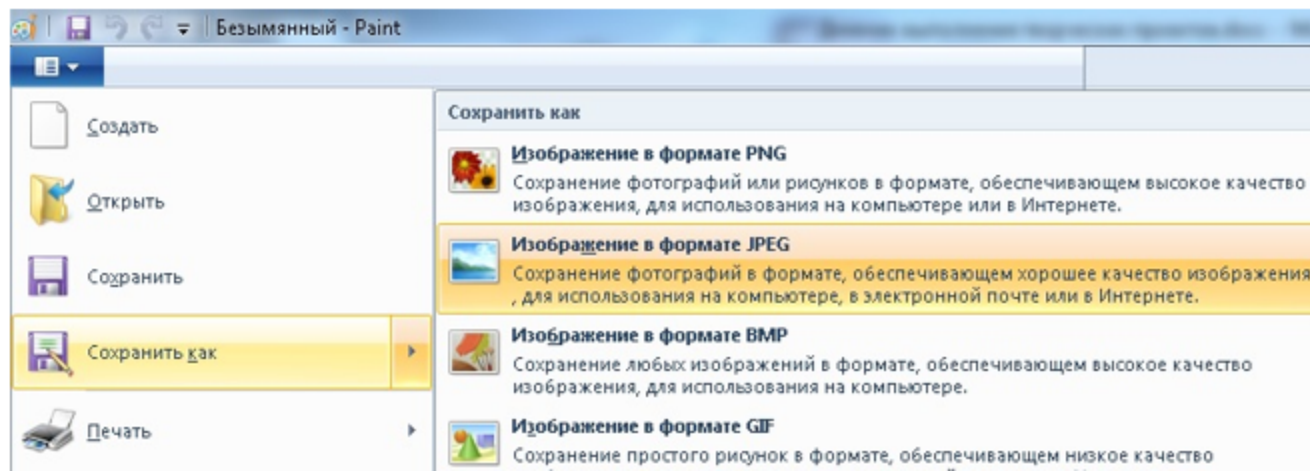 Безымянный - Paint
Создать
Открыть
Сохранить
Сохранить как
Печать
Сохранить как
Изображение в формате PNG
Сохранение фотографий или рисунков в формате, обеспечивающем высокое качество
изображения, для использования на компьютере или в Интернете.
Изображение в формате JPEG
Сохранение фотографий в формате, обеспечивающем хорошее качество изображения
, для использования на компьютере, в электронной почте или в Интернете.
Изображение в формате BMP
Сохранение любых изображений в формате, обеспечивающем высокое качество
изображения, для использования на компьютере.
Изображение в формате GIF
Сохранение простого рисунок в формате, обеспечивающем низкое качество